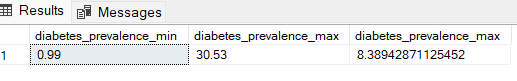 Results Messages
diabetes_prevalence_min diabetes_prevalence_max diabetes_prevalence_max
1 0.99 30.53 8.38942871125452